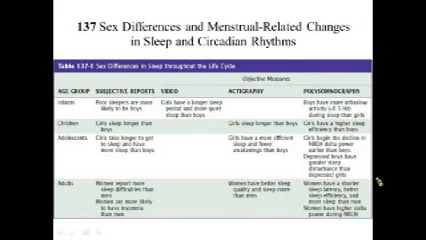 137 Sex Differences and Menstrual-Related Changes
in Sleep and Circadian Rhythms
Table 137-1 Sex Differences in Sleep throughout the Life Cycle
Objective Measures
AGE GROUP SUBJECTIVE REPORTS VIDEO ACTIGRAPHY POLYSOMNOGRAPHY
Infants
Poor sleepers are more
likely to be boys
Girls have a longer sleep
period and more quiet
sleep than boys
Boys have more
activity
during sleep than girls
Children
Girls sleep longer than
boys
Girls sleep longer than boys
Girls have a higher sleep
efficiency than boys
Adolescents
Girls take longer to get
to sleep and have
more sleep than boys
Girls have a more efficient
sleep and fewer
awakenings than boys
Girls begin the decline in
NREM delta power
earlier than boys
Depressed boys have
greater sleep
disturbance than
depressed girls
Adults
Women report more
sleep difficulties than
men
Women are more likely
to have insomnia
than men
Women have better sleep
quality and sleep more
than men
Women have a shorter
sleep latency, better
sleep efficiency, and
more sleep than men
Women have higher delta
power during NREM